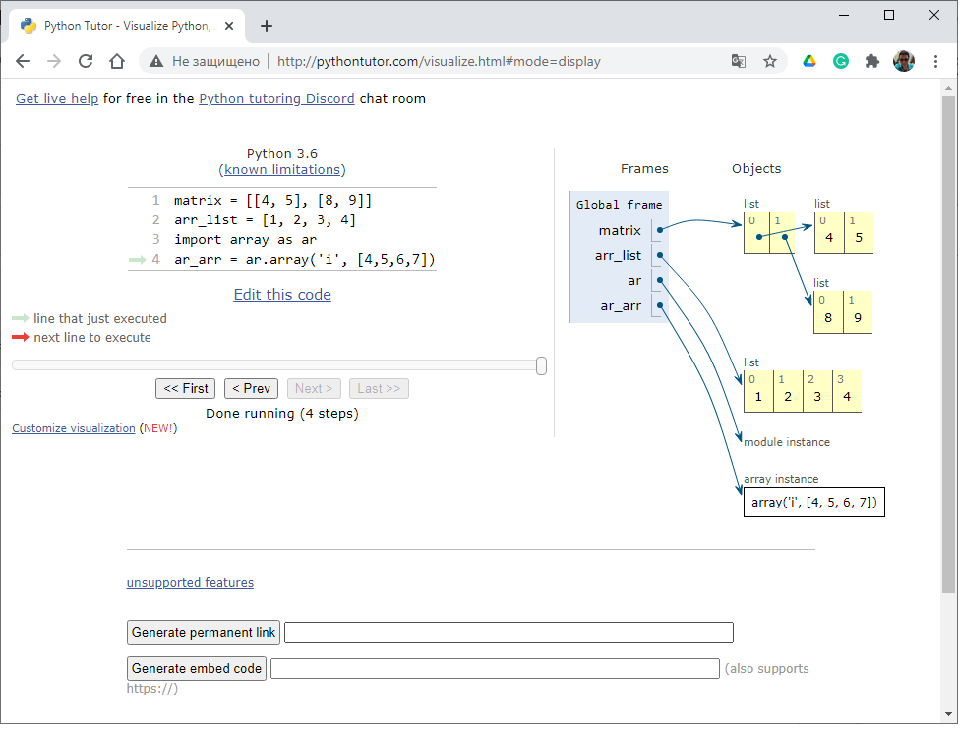 Python Tutor - Visualize Python,
Не защищено http://pythontutor.com/visualize.html#mode=display
Get live help for free in the Python tutoring Discord chat room
Python 3.6
(known limitations)
1 matrix = [[4, 5], [8, 9]]
2 arr_list = [1, 2, 3, 4]
3 import array as ar
4 ar_arr = ar.array('i', [4,5,6,7])
Edit this code
line that just executed
next line to execute
<< First < Prev Next > Last >>
Done running (4 steps)
Customize visualization (NEW!)
Frames Objects
Global frame
matrix
arr_list
ar
ar_arr
list
0 1
list
0 1
4 5
list
0 1
8 9
list
0 1 2 3
1 2 3 4
module instance
array instance
array('i', [4, 5, 6, 7])
unsupported features
Generate permanent link
Generate embed code (also supports
https://)